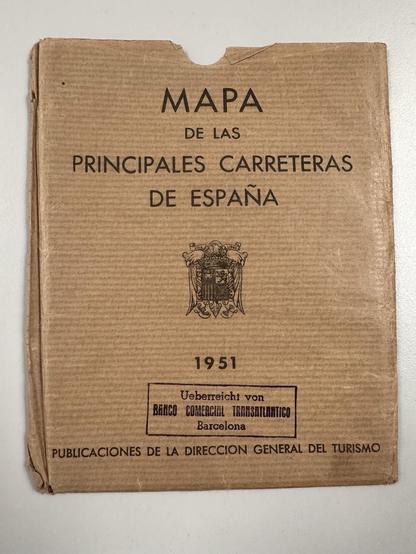 MAPA
DE LAS
PRINCIPALES CARRETERAS
DE ESPAÑA
1951
Ueberreicht von
BANCO COMERCIAL TRANSATLANTICO
Barcelona
PUBLICACIONES DE LA DIRECCION GENERAL DEL TURISMO